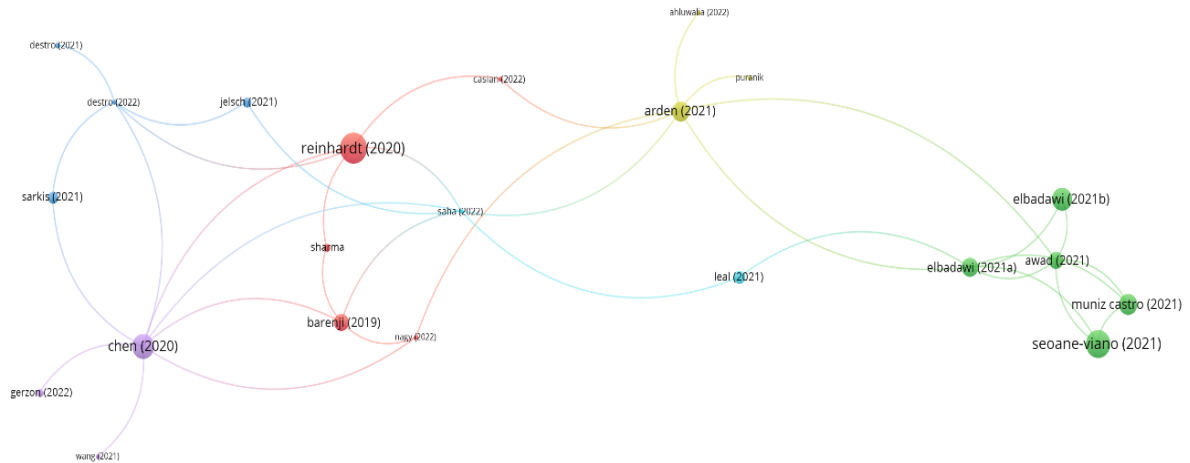 ahluwalia (2022)
destro (2021)
casian (2022)
puranik
destro (2022)
jelsch (2021)
arden (2021)
reinhardt (2020)
sarkis (2021)
elbadawi (2021b)
saha (2022)
sharma
awad (2021)
elbadawi (2021a)
leal (2021)
muniz castro (2021)
barenji (2019)
nagy (2022)
chen (2020)
seoane-viano (2021)
gerzon (2022)
wang (2021)